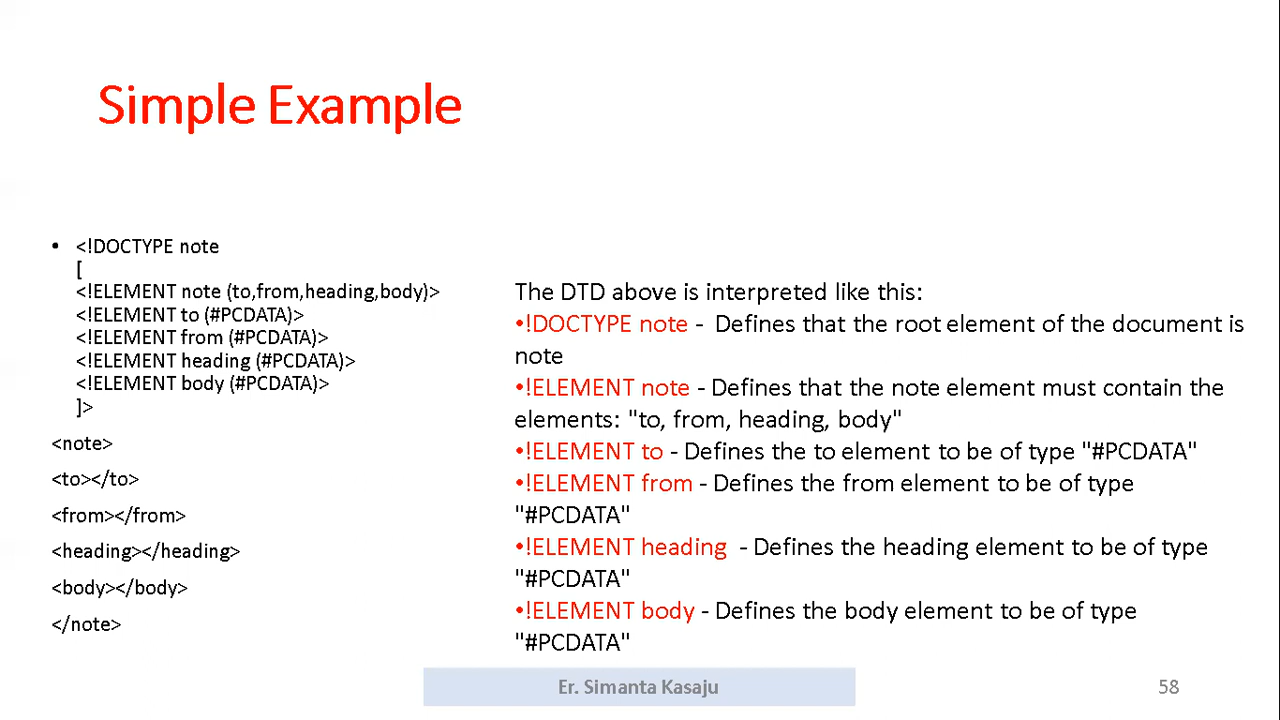 Simple Example
• <!DOCTYPE note
[
<!ELEMENT note (to,from,heading,body)>
<!ELEMENT to (#PCDATA)>
<!ELEMENT from (#PCDATA)>
<!ELEMENT heading (#PCDATA)>
<!ELEMENT body (#PCDATA)>
]>
<note>
<to></to>
<from></from>
<heading></heading>
<body></body>
</note>
The DTD above is interpreted like this:
•!DOCTYPE note - Defines that the root element of the document is
note
•!ELEMENT note - Defines that the note element must contain the
elements: "to, from, heading, body"
•!ELEMENT to - Defines the to element to be of type "#PCDATA"
•!ELEMENT from - Defines the from element to be of type
"#PCDATA"
•!ELEMENT heading - Defines the heading element to be of type
"#PCDATA"
•!ELEMENT body - Defines the body element to be of type
"#PCDATA"
Er. Simanta Kasaju
58